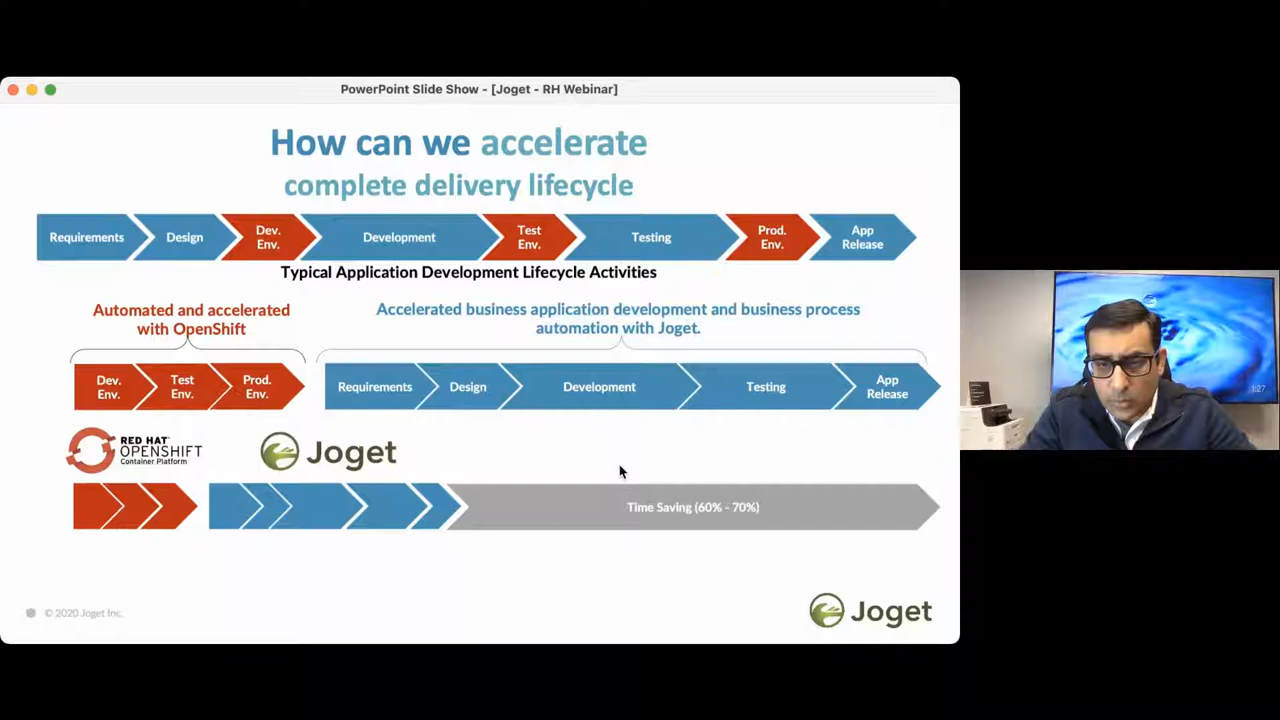 PowerPoint Slide Show - [Joget - RH Webinar]
How can we accelerate
complete delivery lifecycle
Requirements
Design
Dev.
Env.
Development
Test
Env.
Testing
Prod.
Env.
App
Release
Typical Application Development Lifecycle Activities
Automated and accelerated
with OpenShift
Accelerated business application development and business process
automation with Joget.
Dev.
Env.
Test
Env.
Prod.
Env.
Requirements
Design
Development
Testing
App
Release
RED HAT
OPENSHIFT
Container Platform
Joget
Time Saving (60% - 70%)
© 2020 Joget Inc.
Joget
1:27